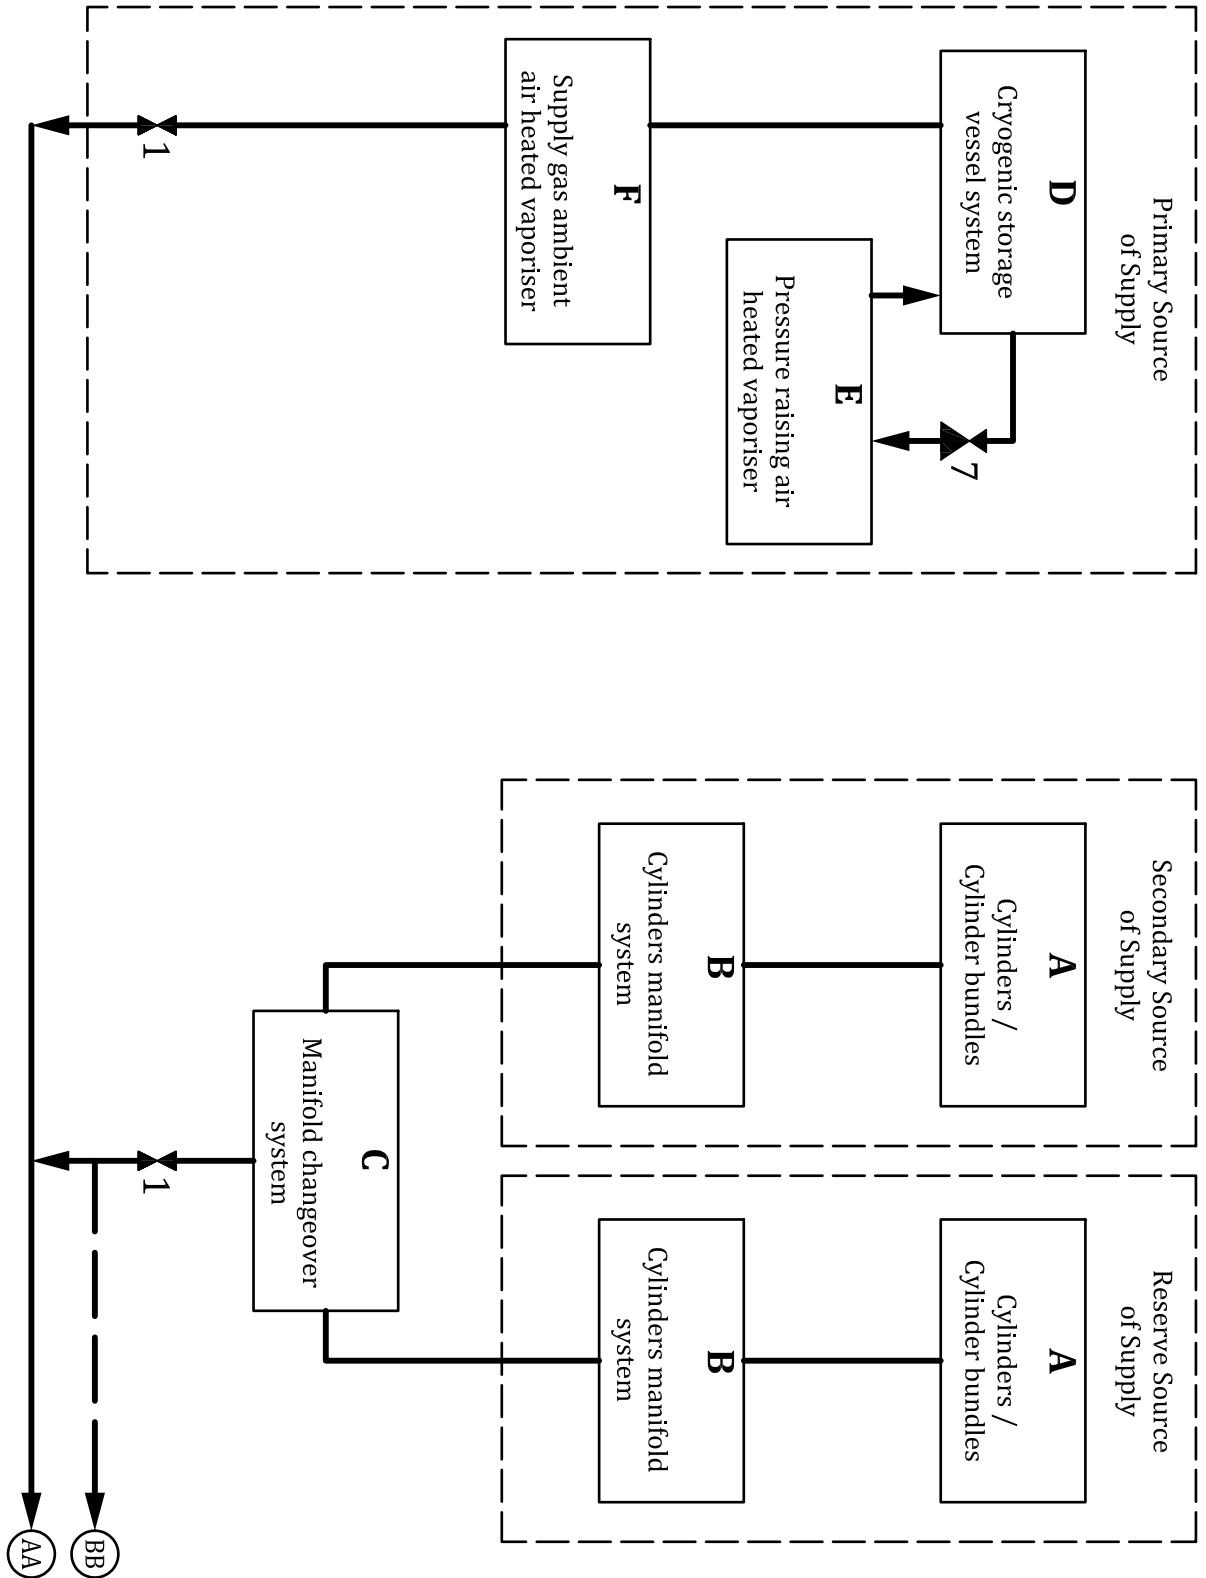 Primary Source
of Supply
D
Cryogenic storage
vessel system
7
E
Pressure raising air
heated vaporiser
F
Supply gas ambient
air heated vaporiser
1
Secondary Source
of Supply
A
Cylinders /
Cylinder bundles
B
Cylinders manifold
system
Reserve Source
of Supply
A
Cylinders /
Cylinder bundles
B
Cylinders manifold
system
C
Manifold changeover
system
1
BB
AA